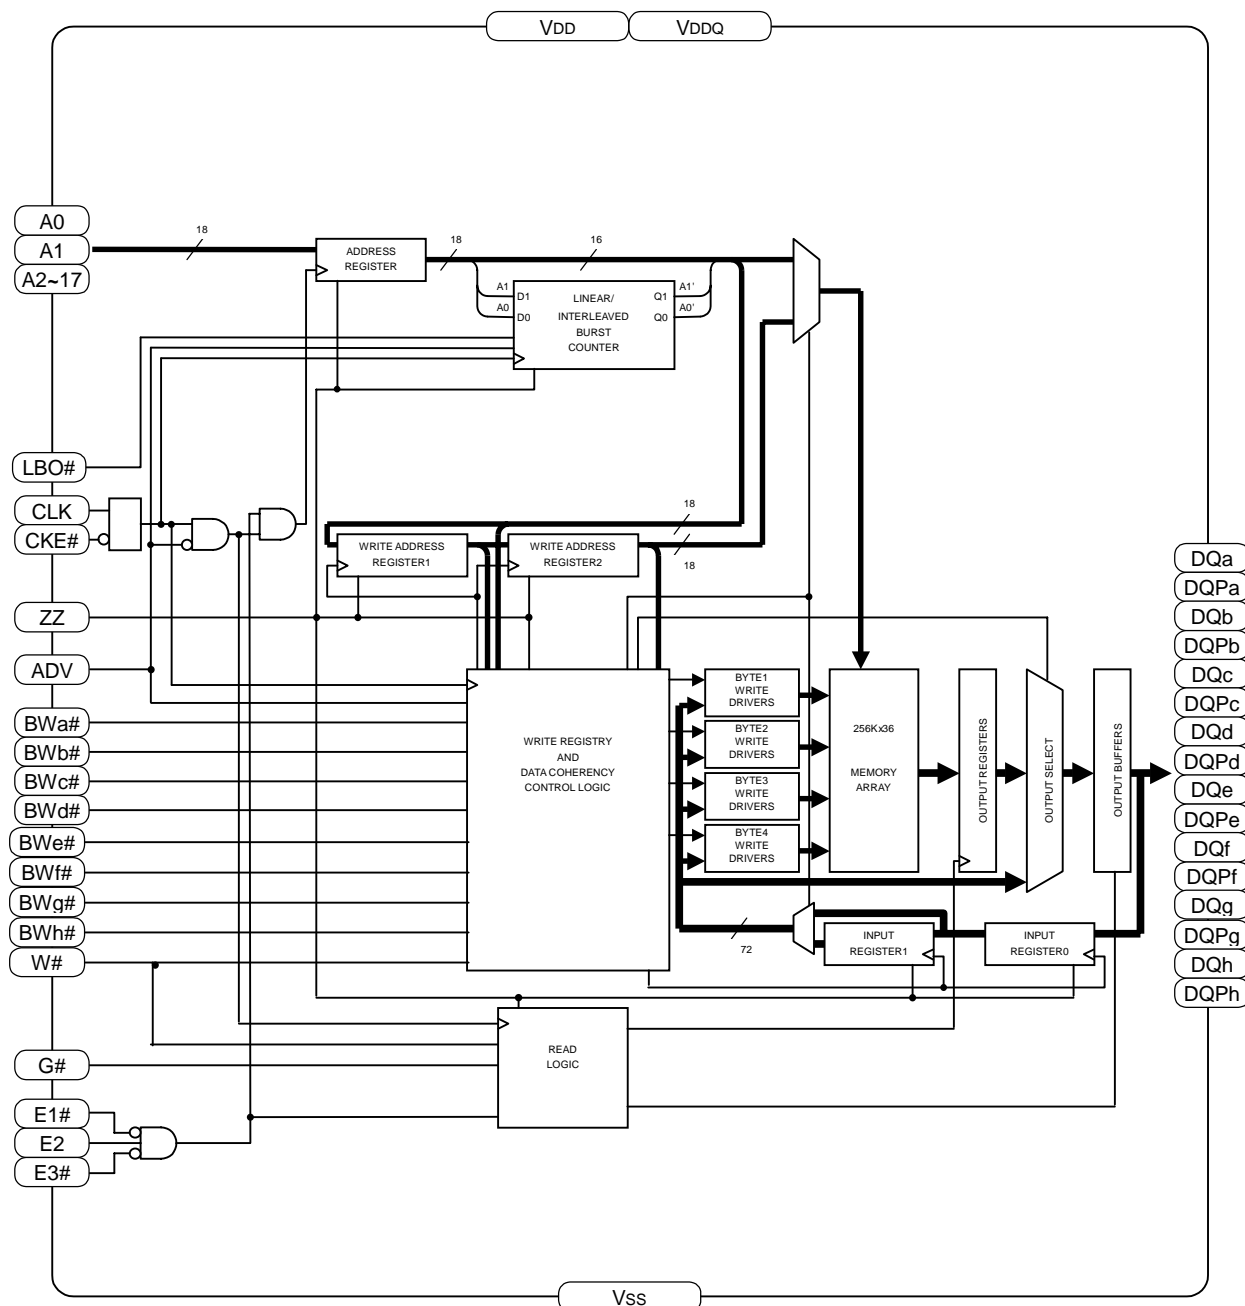 VDD
VDDQ
A0
A1
A2~17
18
ADDRESS
REGISTER
18
16
A1
A0
D1
D0
LINEAR/
INTERLEAVED
BURST
COUNTER
Q1
Q0
A1'
A0'
LBO#
CLK
CKE#
18
18
WRITE ADDRESS
REGISTER1
WRITE ADDRESS
REGISTER2
ZZ
ADV
BWa#
BWb#
BWc#
BWd#
BWe#
BWf#
BWg#
BWh#
W#
WRITE REGISTRY
AND
DATA COHERENCY
CONTROL LOGIC
BYTE1
WRITE
DRIVERS
BYTE2
WRITE
DRIVERS
BYTE3
WRITE
DRIVERS
BYTE4
WRITE
DRIVERS
256Kx36
MEMORY
ARRAY
OUTPUT REGISTERS
OUTPUT SELECT
OUTPUT BUFFERS
72
INPUT
REGISTER1
INPUT
REGISTER0
DQa
DQPa
DQb
DQPb
DQc
DQPc
DQd
DQPd
DQe
DQPe
DQf
DQPf
DQg
DQPg
DQh
DQPh
READ
LOGIC
G#
E1#
E2
E3#
VSS